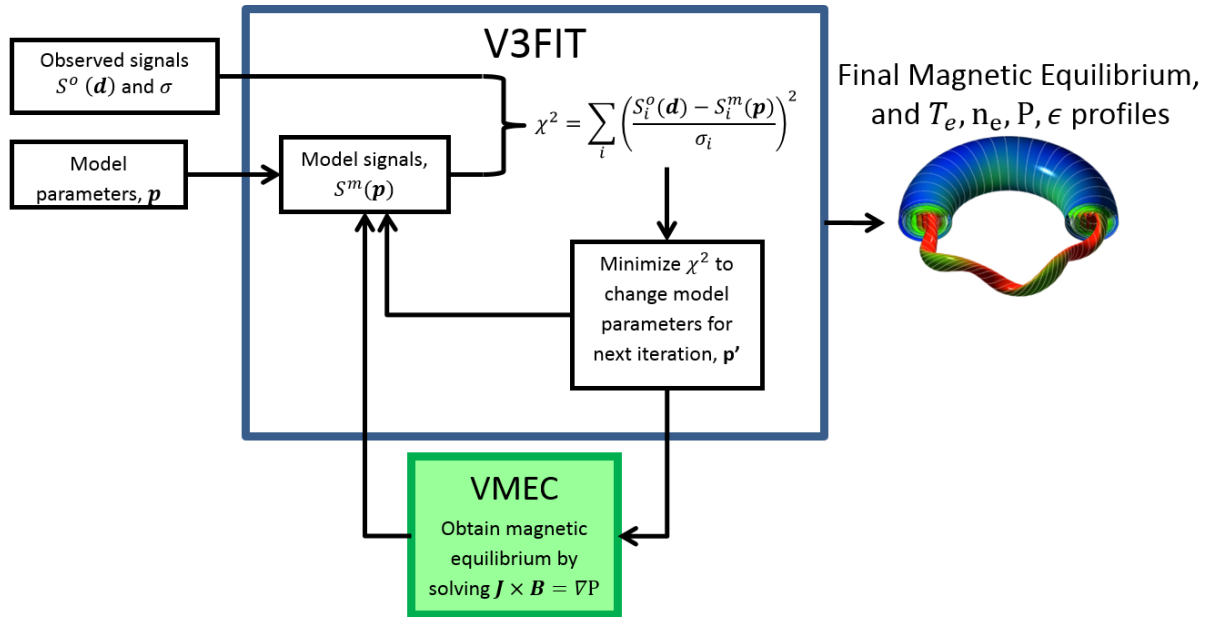 V3FIT
Observed signals
𝑆ᵒ (𝒅) and 𝜎
Model
parameters, 𝒑
Model signals,
𝑆ᵐ(𝒑)
𝜒² = ∑ᵢ ((𝑆ᵢᵒ(𝒅) − 𝑆ᵢᵐ(𝒑)) / 𝜎ᵢ)²
Minimize 𝜒² to
change model
parameters for
next iteration, 𝐩'
VMEC
Obtain magnetic
equilibrium by
solving 𝑱 × 𝑩 = ∇P
Final Magnetic Equilibrium,
and 𝑇ₑ, nₑ, P, 𝜖 profiles